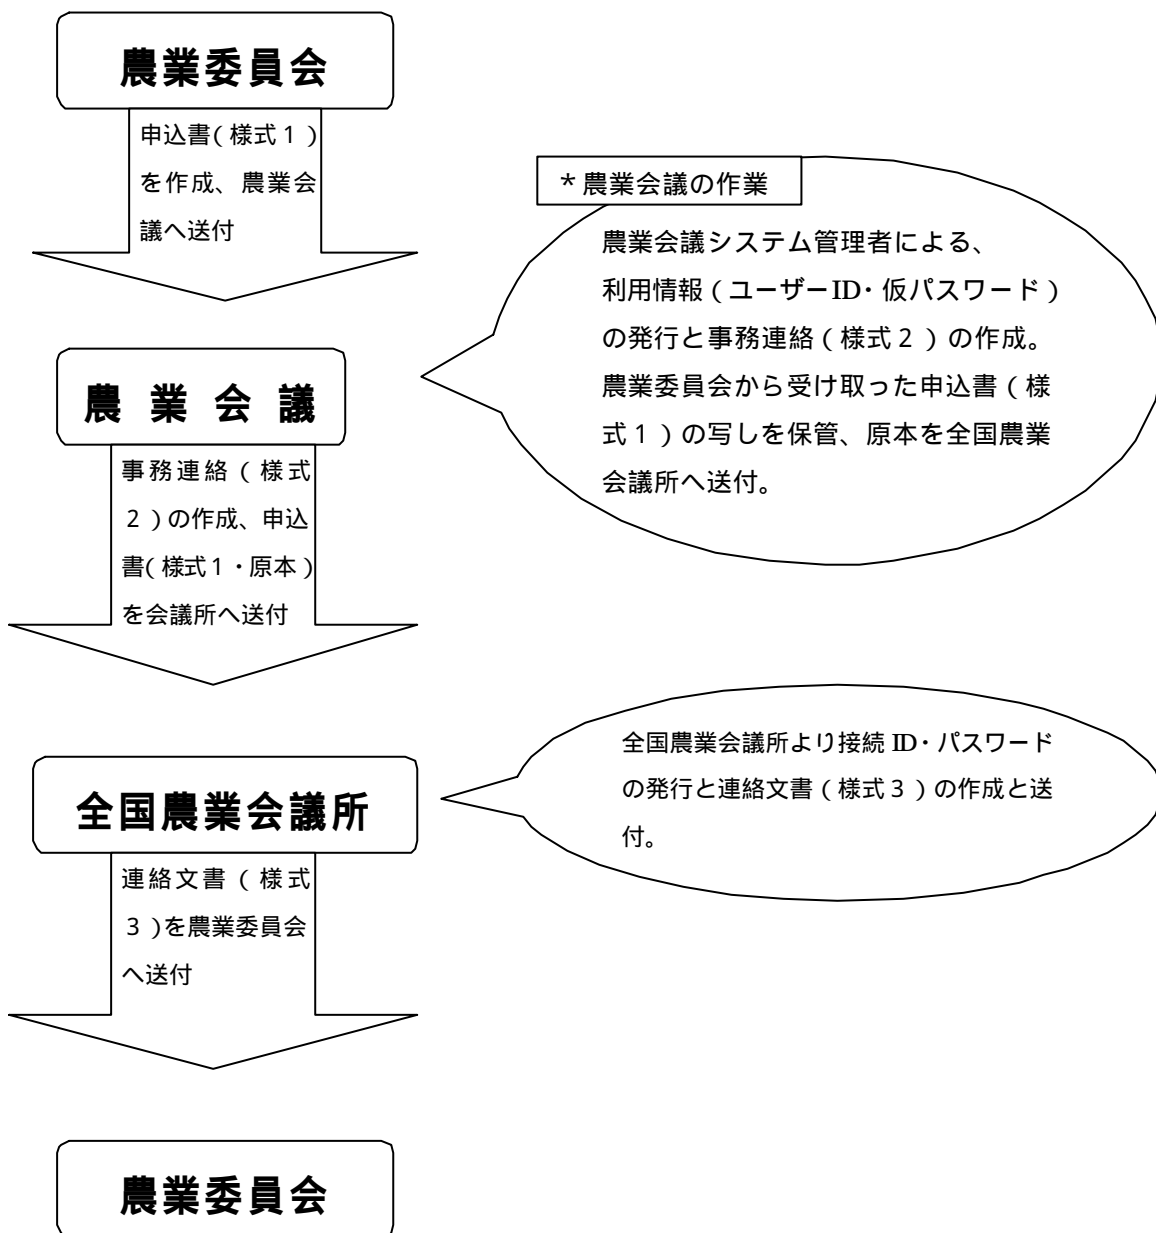 農業委員会
申込書(様式1)
を作成、農業会
議へ送付
*農業会議の作業
農業会議システム管理者による、
利用情報(ユーザーID・仮パスワード)
の発行と事務連絡(様式2)の作成。
農業委員会から受け取った申込書(様
式1)の写しを保管、原本を全国農業
会議所へ送付。
農業会議
事務連絡(様式
2)の作成、申込
書(様式1・原本)
を会議所へ送付
全国農業会議所より接続ID・パスワード
の発行と連絡文書(様式3)の作成と送
付。
全国農業会議所
連絡文書(様式
3)を農業委員会
へ送付
農業委員会